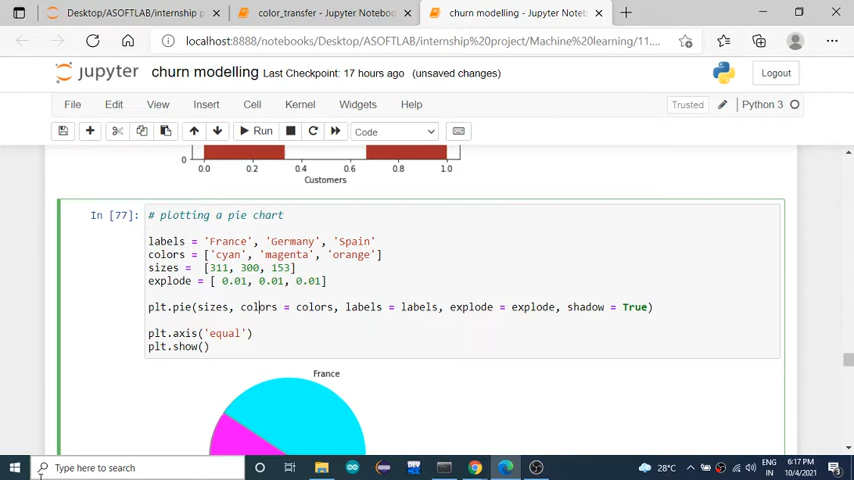 Desktop/ASOFTLAB/internship p
color_transfer - Jupyter Noteboo
churn modelling - Jupyter Noteb
localhost:8888/notebooks/Desktop/ASOFTLAB/internship%20project/Machine%20learning/11....
jupyter churn modelling Last Checkpoint: 17 hours ago (unsaved changes)
Logout
File Edit View Insert Cell Kernel Widgets Help
Trusted Python 3
Run Code
0
0.0 0.2 0.4 0.6 0.8 1.0
Customers
In [77]: # plotting a pie chart
labels = 'France', 'Germany', 'Spain'
colors = ['cyan', 'magenta', 'orange']
sizes =  [311, 300, 153]
explode = [ 0.01, 0.01, 0.01]
plt.pie(sizes, colors = colors, labels = labels, explode = explode, shadow = True)
plt.axis('equal')
plt.show()
France
Type here to search
28°C
ENG
IN
6:17 PM
10/4/2021
3